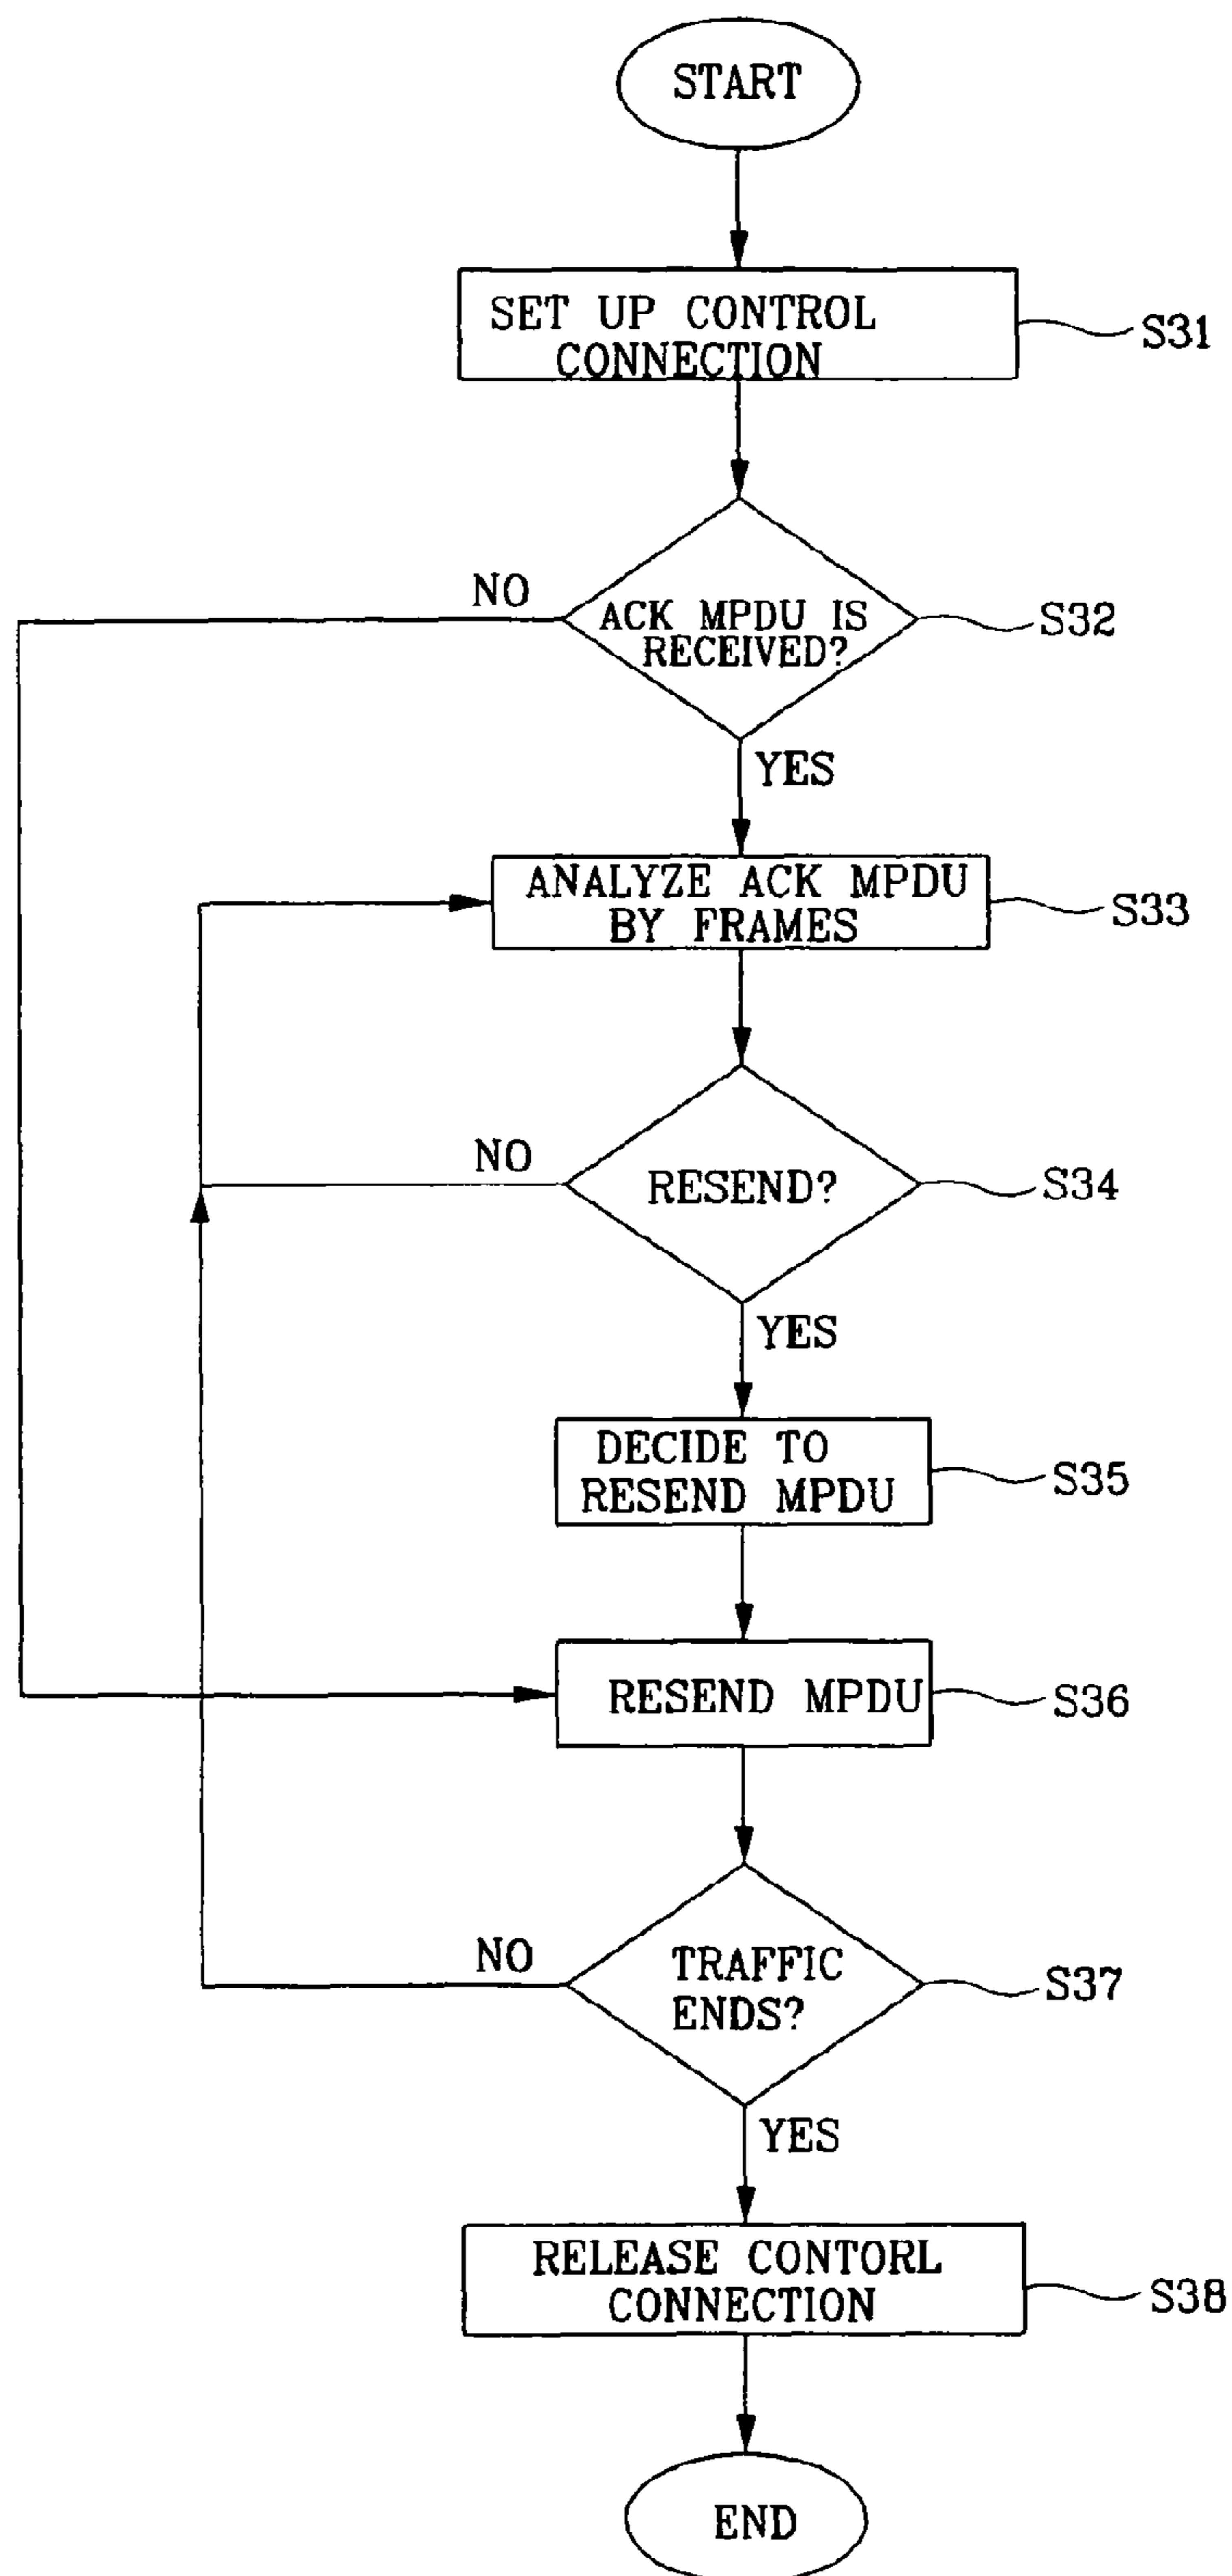 START
SET UP CONTROL
CONNECTION
S31
NO
ACK MPDU IS
RECEIVED?
S32
YES
ANALYZE ACK MPDU
BY FRAMES
S33
NO
RESEND?
S34
YES
DECIDE TO
RESEND MPDU
S35
RESEND MPDU
S36
NO
TRAFFIC
ENDS?
S37
YES
RELEASE CONTORL
CONNECTION
S38
END